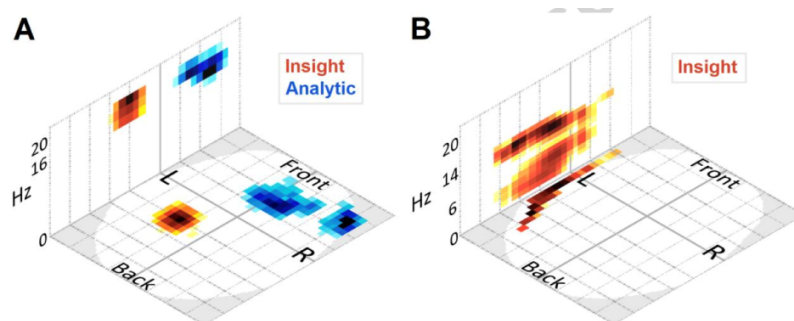 A
Insight
Analytic
20
16
Hz
0
L
Front
R
Back
B
Insight
20
14
Hz
6
0
L
Front
R
Back